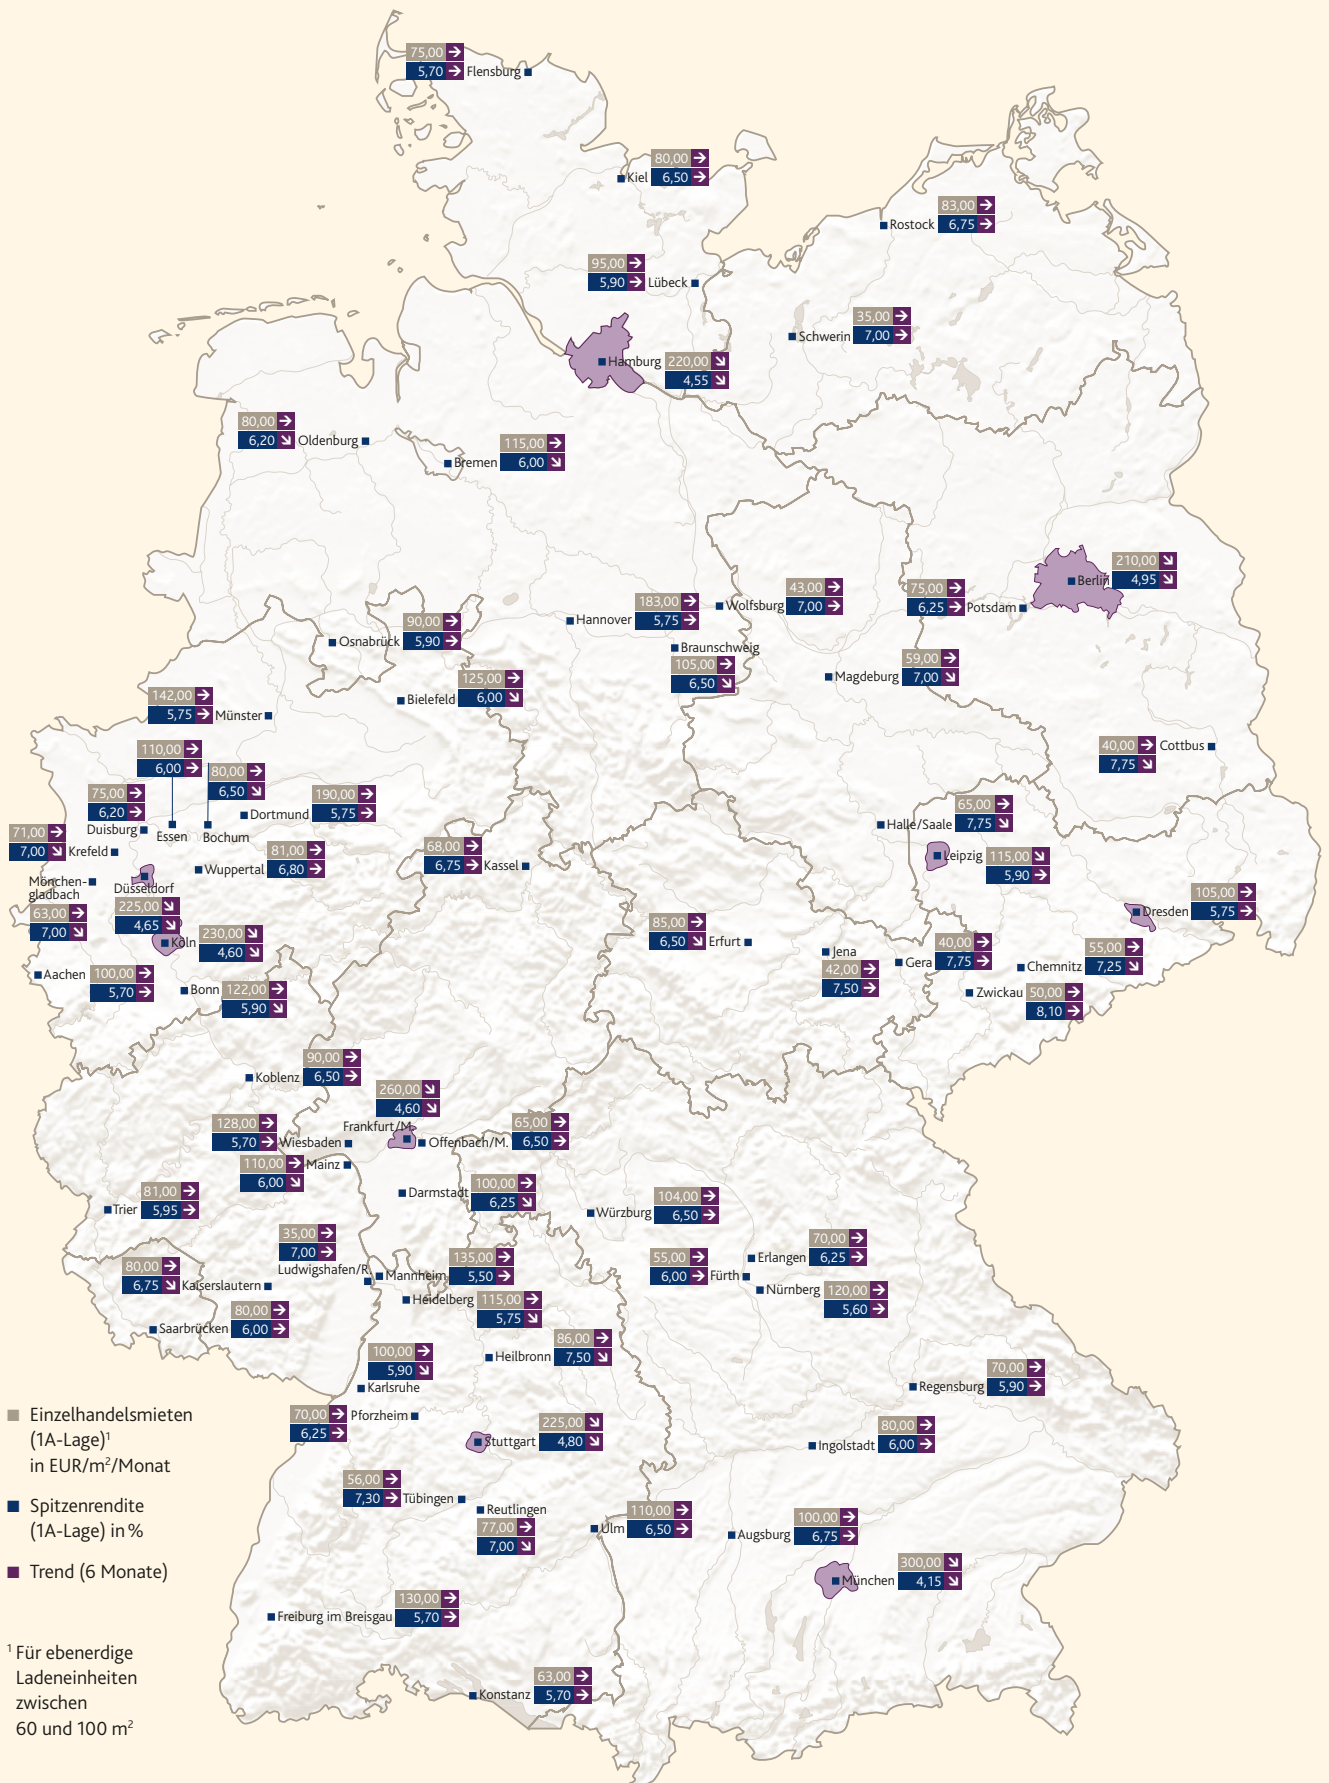 75,00
5,70 Flensburg
80,00
Kiel 6,50
83,00
Rostock 6,75
95,00
5,90 Lübeck
35,00
Schwerin 7,00
Hamburg 220,00
4,55
80,00
6,20 Oldenburg
115,00
Bremen 6,00
210,00
Berlin 4,95
43,00
Wolfsburg 7,00
75,00
6,25 Potsdam
183,00
Hannover 5,75
90,00
Osnabrück 5,90
Braunschweig
105,00
6,50
59,00
Magdeburg 7,00
125,00
Bielefeld 6,00
142,00
5,75 Münster
40,00 Cottbus
7,75
110,00
6,00
80,00
6,50
75,00
6,20
Duisburg
Essen
Bochum
190,00
Dortmund 5,75
65,00
Halle/Saale 7,75
71,00
7,00 Krefeld
81,00
Wuppertal 6,80
68,00
6,75 Kassel
Leipzig 115,00
5,90
Mönchen-
gladbach
63,00
7,00
Düsseldorf
225,00
4,65
105,00
Dresden 5,75
230,00
Köln 4,60
85,00
6,50 Erfurt
Jena
42,00
7,50
40,00
Gera 7,75
55,00
Chemnitz 7,25
Aachen 100,00
5,70
Bonn 122,00
5,90
Zwickau 50,00
8,10
90,00
Koblenz 6,50
260,00
4,60
Frankfurt/M.
65,00
Offenbach/M. 6,50
128,00
5,70 Wiesbaden
110,00 Mainz
6,00
100,00
Darmstadt 6,25
81,00
Trier 5,95
104,00
Würzburg 6,50
35,00
7,00
Ludwigshafen/R.
70,00
Erlangen 6,25
80,00
6,75 Kaiserslautern
135,00
Mannheim 5,50
55,00
6,00 Fürth
Nürnberg 120,00
5,60
Heidelberg 115,00
5,75
80,00
Saarbrücken 6,00
86,00
Heilbronn 7,50
100,00
5,90
Karlsruhe
70,00
Regensburg 5,90
70,00 Pforzheim
6,25
225,00
Stuttgart 4,80
80,00
Ingolstadt 6,00
56,00
7,30 Tübingen
Reutlingen
77,00
7,00
110,00
Ulm 6,50
100,00
Augsburg 6,75
300,00
München 4,15
130,00
Freiburg im Breisgau 5,70
63,00
Konstanz 5,70
Einzelhandelsmieten
(1A-Lage)¹
in EUR/m²/Monat
Spitzenrendite
(1A-Lage) in %
Trend (6 Monate)
¹ Für ebenerdige
Ladeneinheiten
zwischen
60 und 100 m²